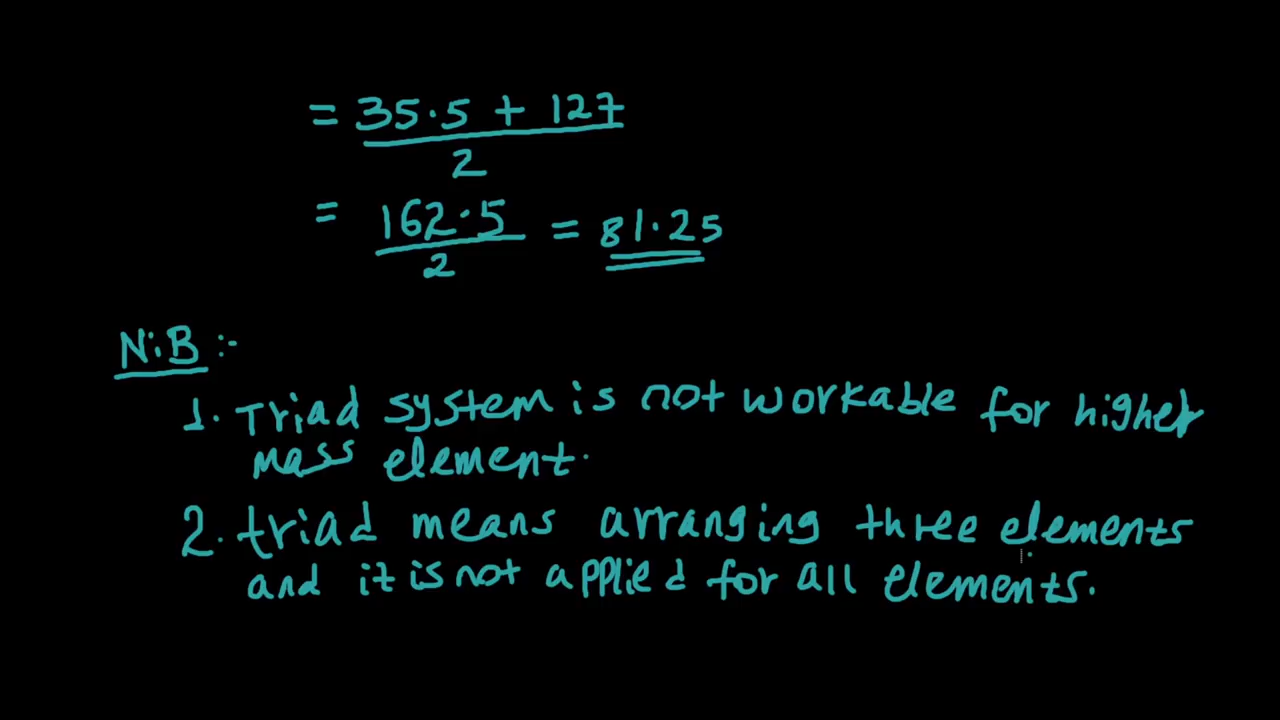 = 35.5 + 127
2
= 162.5 = 81.25
2
N.B :-
1. Triad system is not workable for higher
mass element.
2. triad means arranging three elements
and it is not applied for all elements.